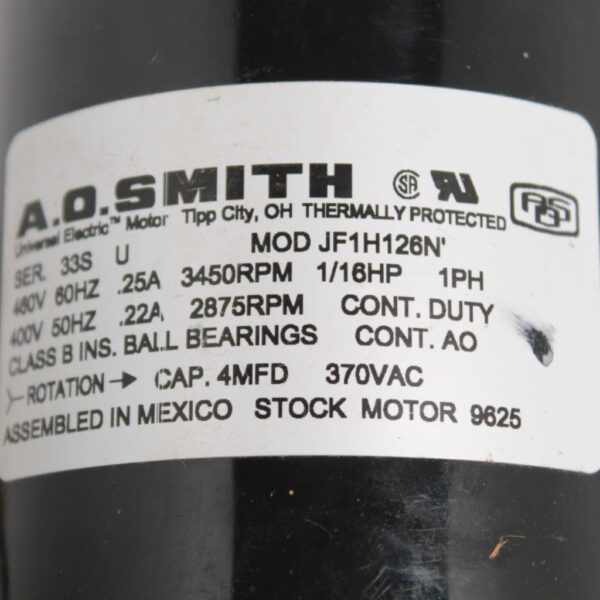 A.O.SMITH
Universal Electric™ Motor Tipp City, OH THERMALLY PROTECTED
SER. 33S U MOD JF1H126N'
460V 60HZ .25A 3450RPM 1/16HP 1PH
400V 50HZ .22A 2875RPM CONT. DUTY
CLASS B INS. BALL BEARINGS CONT. AO
ROTATION → CAP. 4MFD 370VAC
ASSEMBLED IN MEXICO STOCK MOTOR 9625